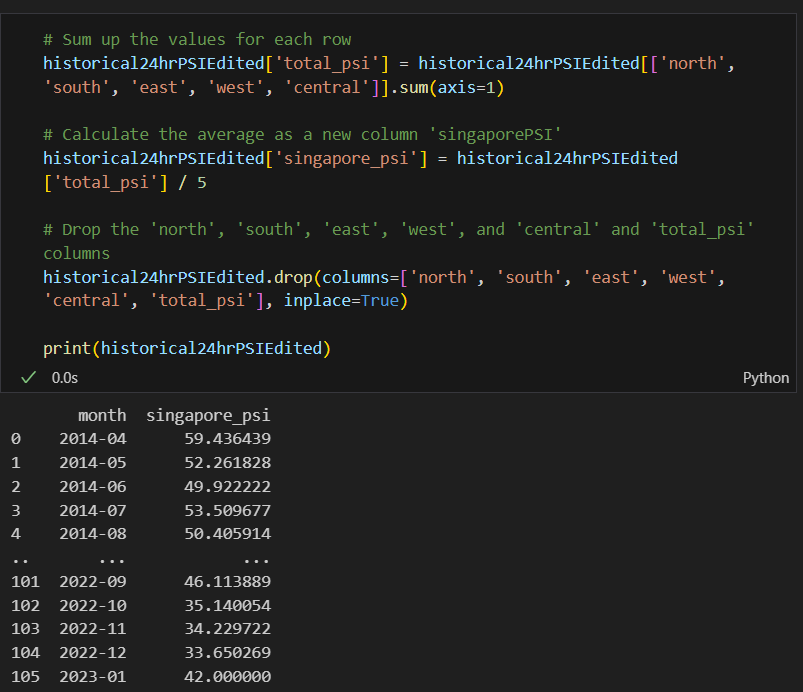 # Sum up the values for each row
historical24hrPSIEdited['total_psi'] = historical24hrPSIEdited[['north',
'south', 'east', 'west', 'central']].sum(axis=1)
# Calculate the average as a new column 'singaporePSI'
historical24hrPSIEdited['singapore_psi'] = historical24hrPSIEdited
['total_psi'] / 5
# Drop the 'north', 'south', 'east', 'west', and 'central' and 'total_psi'
columns
historical24hrPSIEdited.drop(columns=['north', 'south', 'east', 'west',
'central', 'total_psi'], inplace=True)
print(historical24hrPSIEdited)
0.0s Python
month singapore_psi
0 2014-04 59.436439
1 2014-05 52.261828
2 2014-06 49.922222
3 2014-07 53.509677
4 2014-08 50.405914
.. ... ...
101 2022-09 46.113889
102 2022-10 35.140054
103 2022-11 34.229722
104 2022-12 33.650269
105 2023-01 42.000000